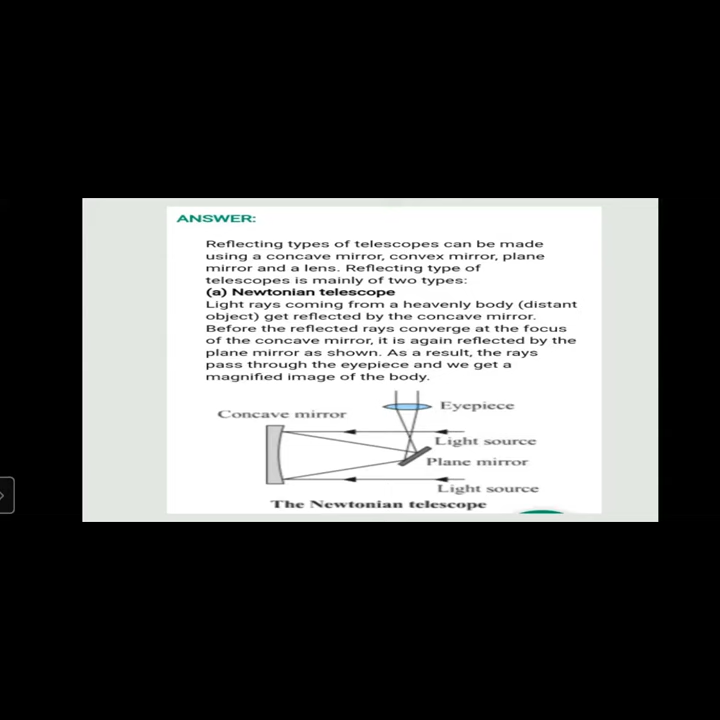 ANSWER:
Reflecting types of telescopes can be made
using a concave mirror, convex mirror, plane
mirror and a lens. Reflecting type of
telescopes is mainly of two types:
(a) Newtonian telescope
Light rays coming from a heavenly body (distant
object) get reflected by the concave mirror.
Before the reflected rays converge at the focus
of the concave mirror, it is again reflected by the
plane mirror as shown. As a result, the rays
pass through the eyepiece and we get a
magnified image of the body.
Eyepiece
Concave mirror
Light source
Plane mirror
Light source
The Newtonian telescope